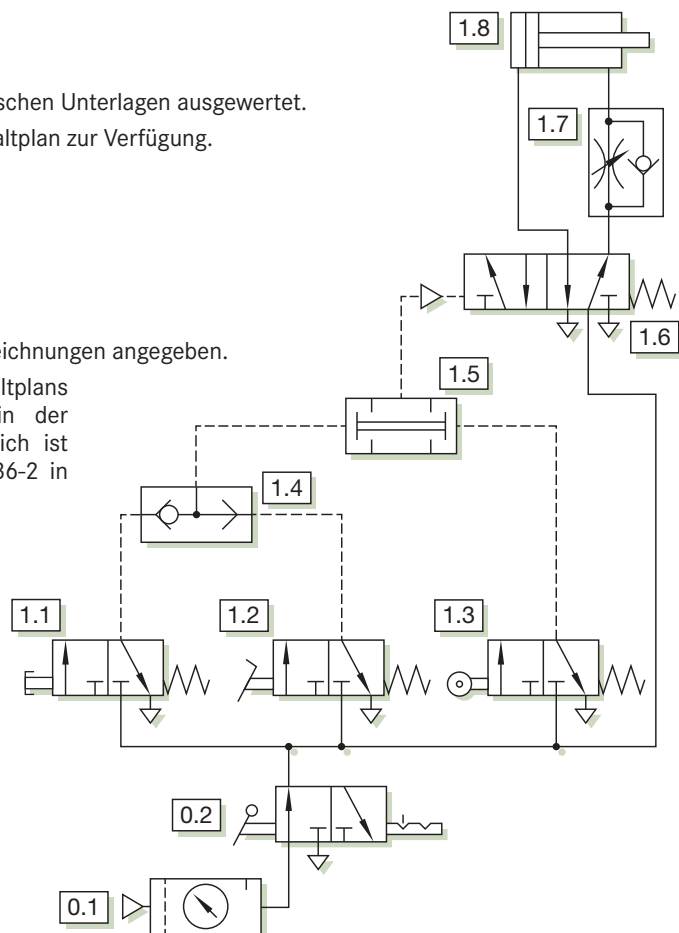 1.8
schen Unterlagen ausgewertet.
1.7
altplan zur Verfügung.
1.6
eichnungen angegeben.
1.5
ltplans
in der
ich ist
36-2 in
1.4
1.1
1.2
1.3
0.2
0.1